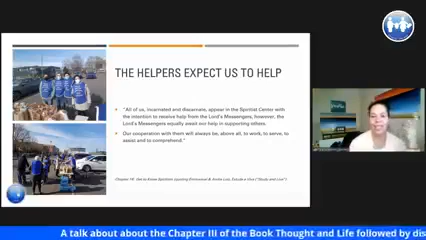 THE HELPERS EXPECT US TO HELP
"All of us, incarnated and discarnate, appear in the Spiritist Center with
the intention to receive help from the Lord's Messengers, however, the
Lord's Messengers equally await our help in supporting others.
Our cooperation with them will always be, above all, to work, to serve, to
assist and to comprehend."
A talk about about the Chapter III of the Book Thought and Life followed by dis